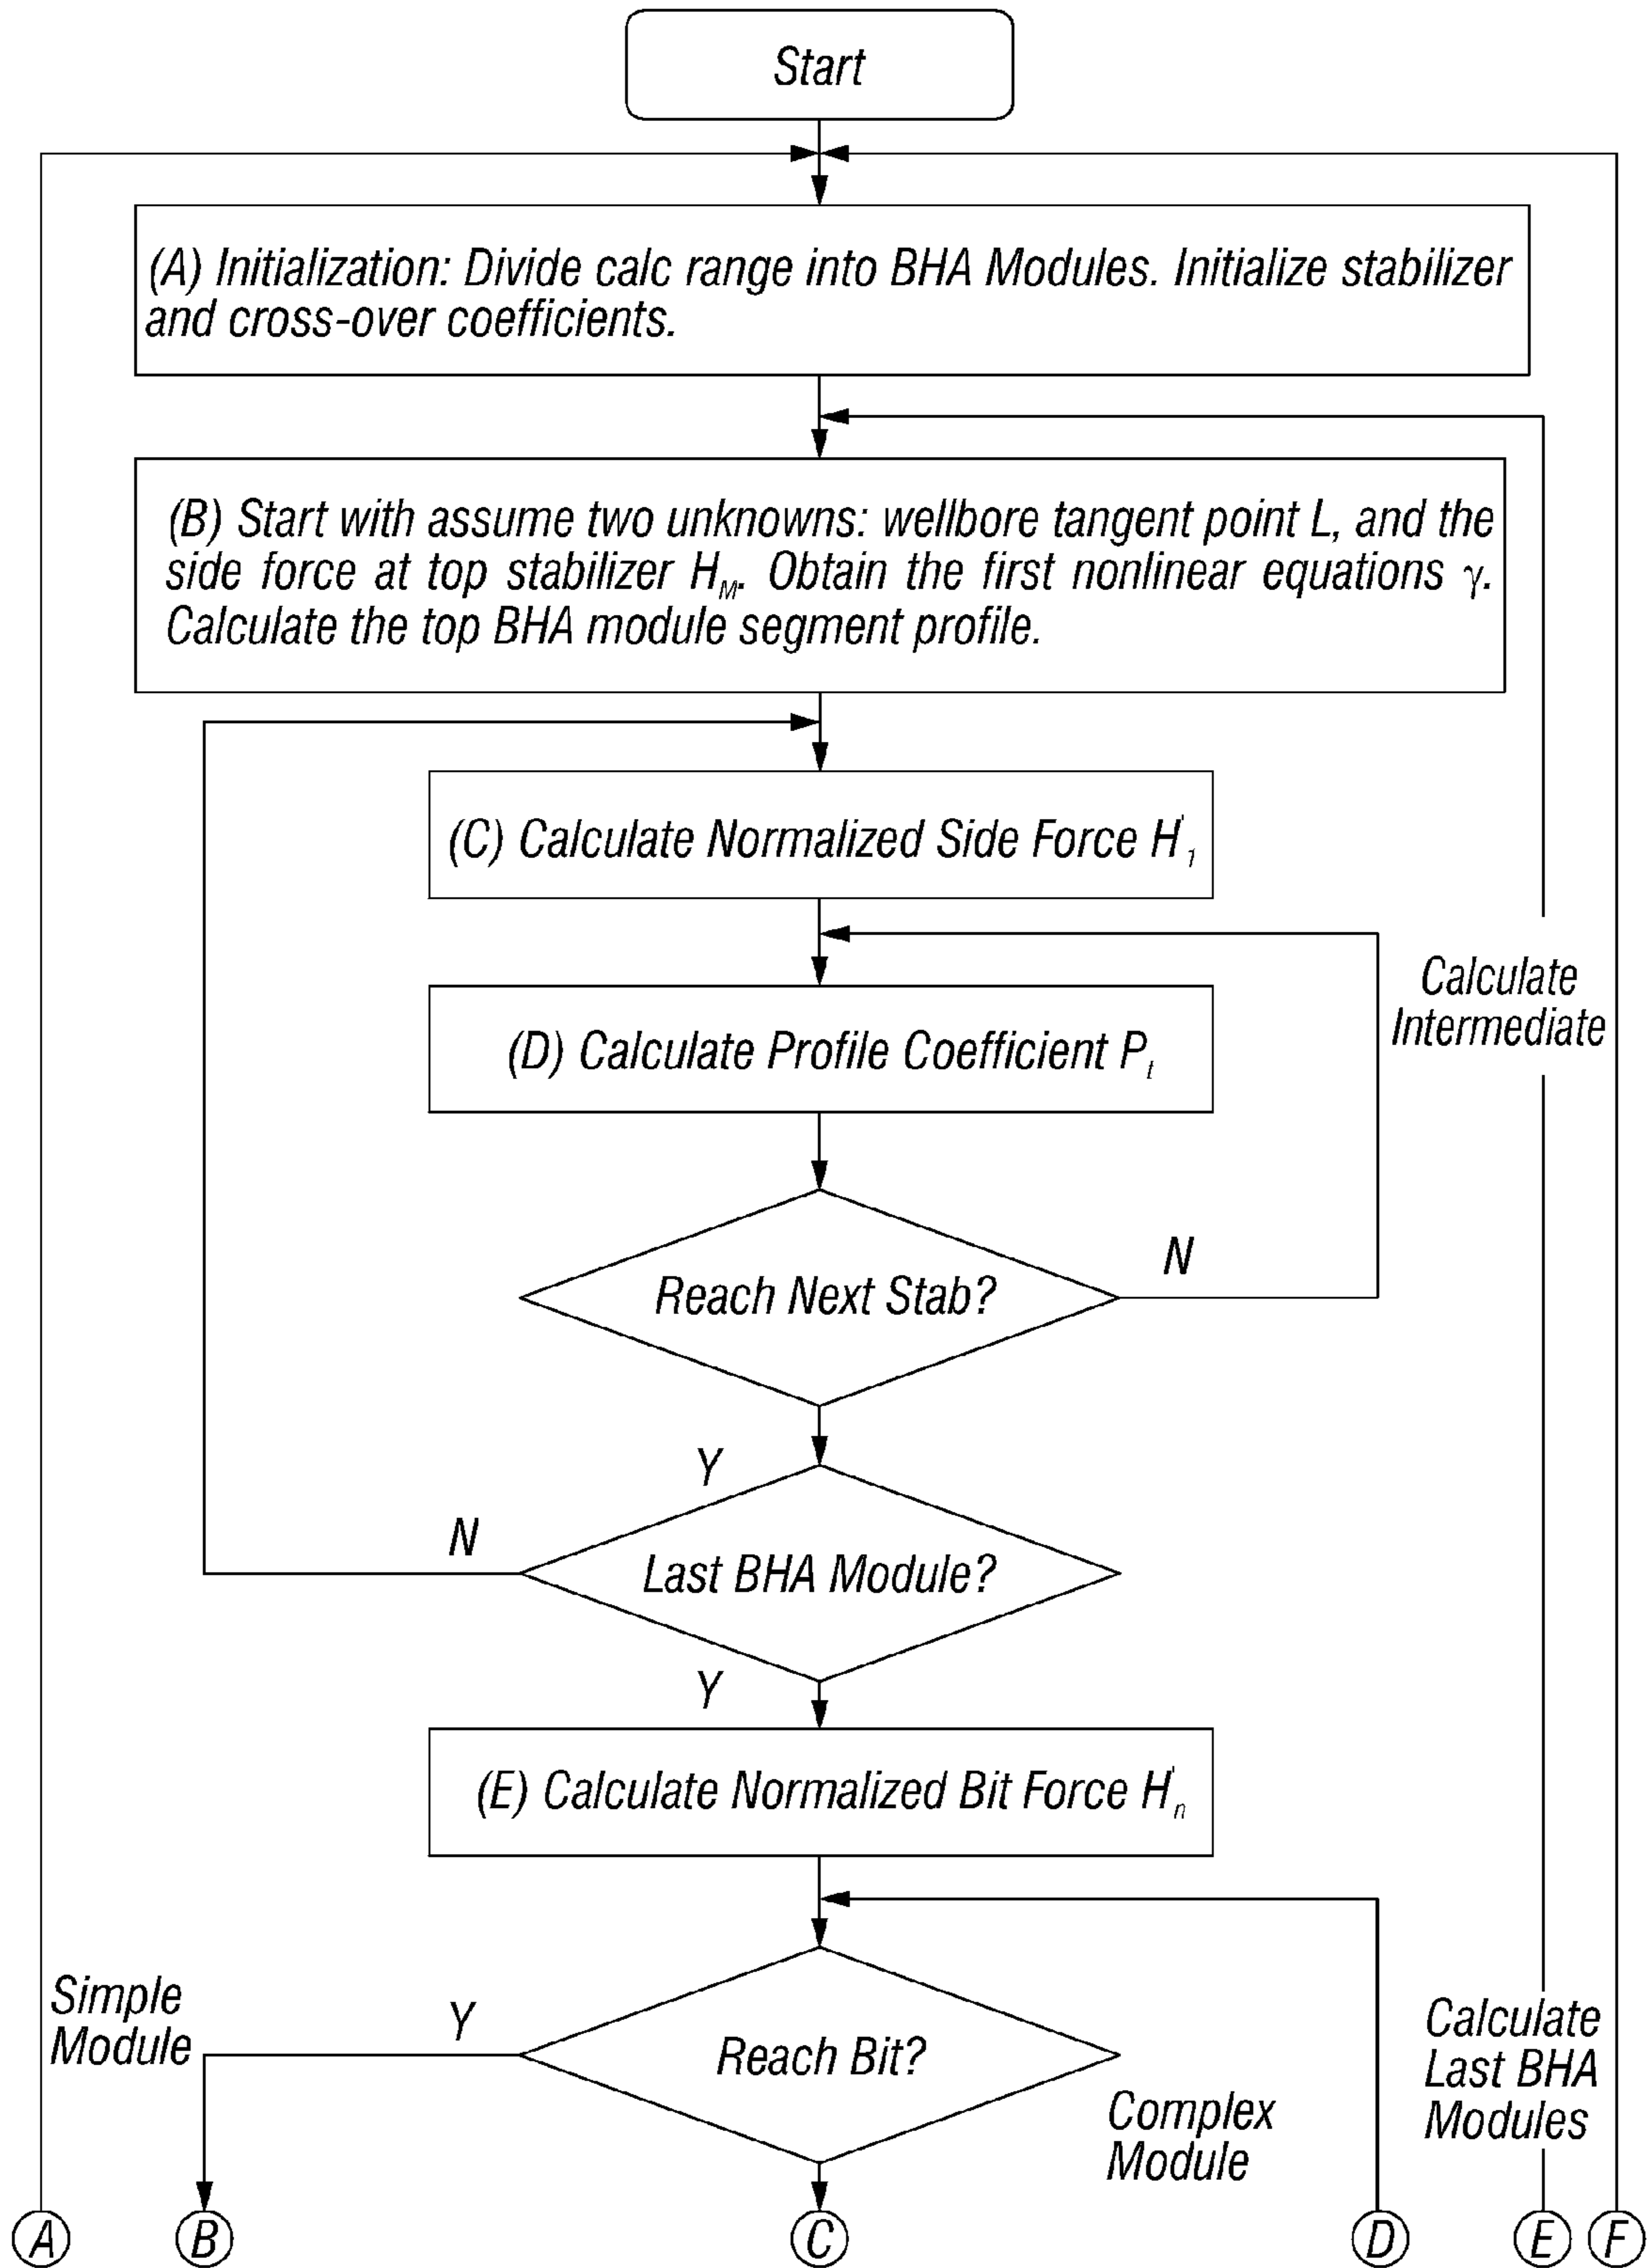 Start
(A) Initialization: Divide calc range into BHA Modules. Initialize stabilizer
and cross-over coefficients.
(B) Start with assume two unknowns: wellbore tangent point L, and the
side force at top stabilizer H_M. Obtain the first nonlinear equations γ.
Calculate the top BHA module segment profile.
(C) Calculate Normalized Side Force H'_1
Calculate
Intermediate
(D) Calculate Profile Coefficient P_t
N
Reach Next Stab?
Y
N
Last BHA Module?
Y
(E) Calculate Normalized Bit Force H'_n
Simple
Module
Y
Reach Bit?
Calculate
Last BHA
Modules
Complex
Module
A
B
C
D
E
F